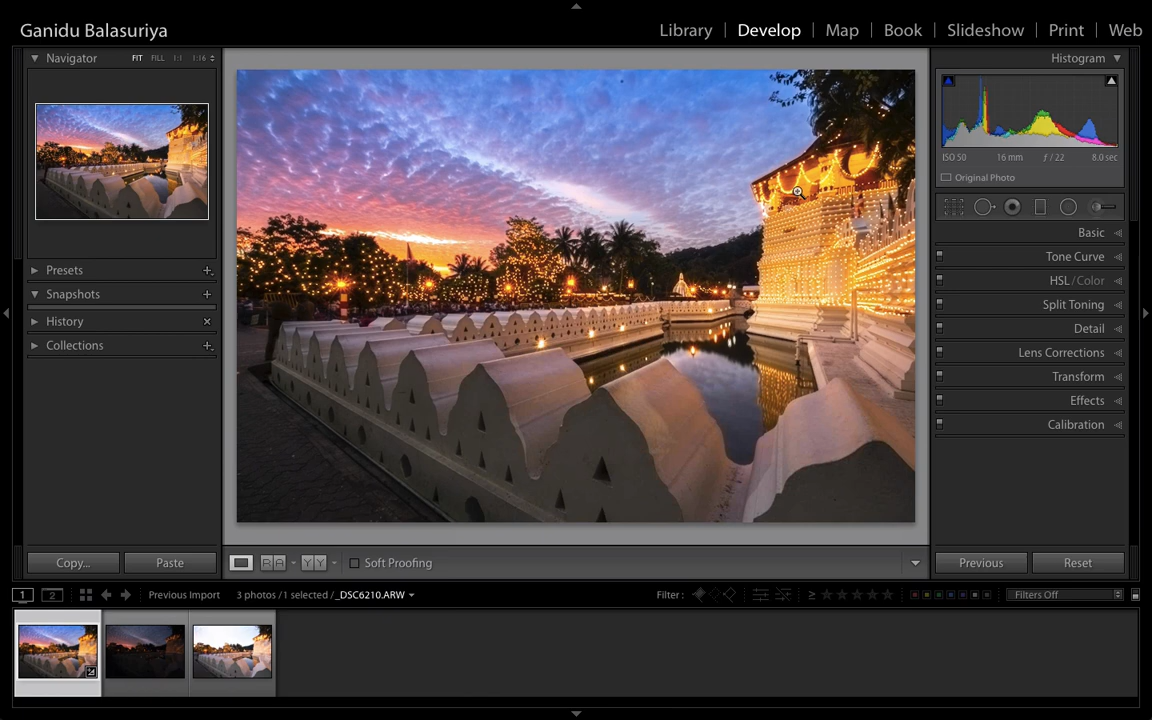 Ganidu Balasuriya
Library | Develop | Map | Book | Slideshow | Print | Web
Navigator FIT FILL 1:1 1:16
Histogram
ISO 50 16 mm ƒ / 22 8.0 sec
Original Photo
Basic
Tone Curve
HSL / Color
Split Toning
Detail
Lens Corrections
Transform
Effects
Calibration
Presets
Snapshots
History
Collections
Copy... Paste
R A Y Y Soft Proofing
Previous Reset
1 2 Previous Import 3 photos / 1 selected / _DSC6210.ARW Filter : ≥ Filters Off